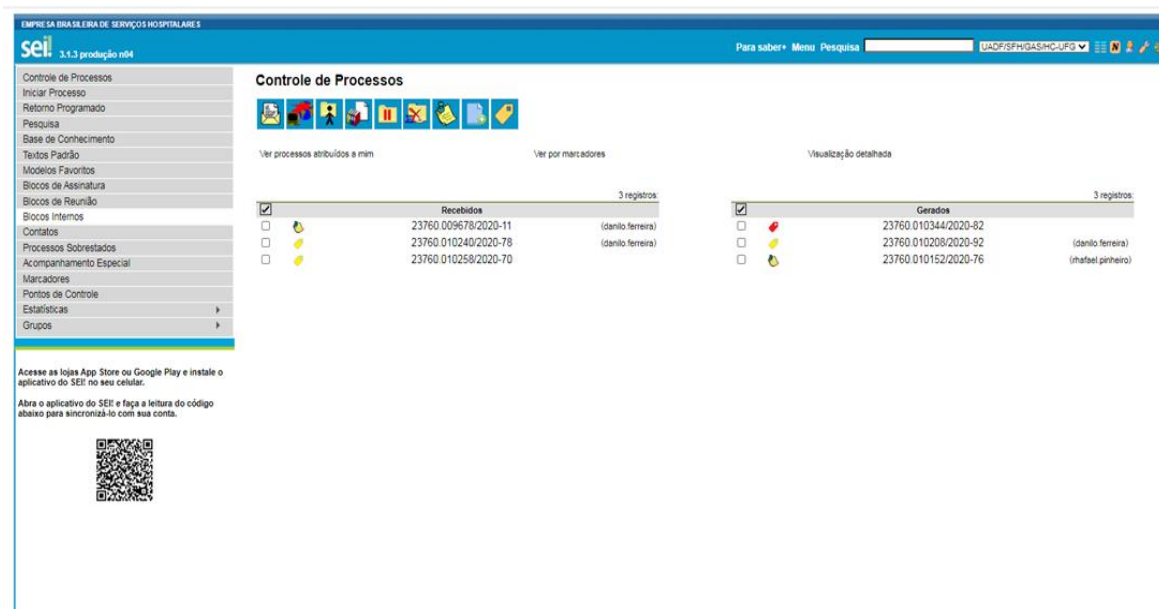 EMPRESA BRASILEIRA DE SERVIÇOS HOSPITALARES
sei! 3.1.3 produção n04
Para saber+ Menu Pesquisa
UADF/SFH/GAS/HC-UFG
Controle de Processos
Iniciar Processo
Retorno Programado
Pesquisa
Base de Conhecimento
Textos Padrão
Modelos Favoritos
Blocos de Assinatura
Blocos de Reunião
Blocos Internos
Contatos
Processos Sobrestados
Acompanhamento Especial
Marcadores
Pontos de Controle
Estatísticas
Grupos
Acesse as lojas App Store ou Google Play e instale o
aplicativo do SEI! no seu celular.
Abra o aplicativo do SEI! e faça a leitura do código
abaixo para sincronizá-lo com sua conta.
Controle de Processos
Ver processos atribuídos a mim
Ver por marcadores
Visualização detalhada
3 registros:
Recebidos
23760.009678/2020-11 (danilo.ferreira)
23760.010240/2020-78 (danilo.ferreira)
23760.010258/2020-70
3 registros:
Gerados
23760.010344/2020-82
23760.010208/2020-92 (danilo.ferreira)
23760.010152/2020-76 (rhafael.pinheiro)